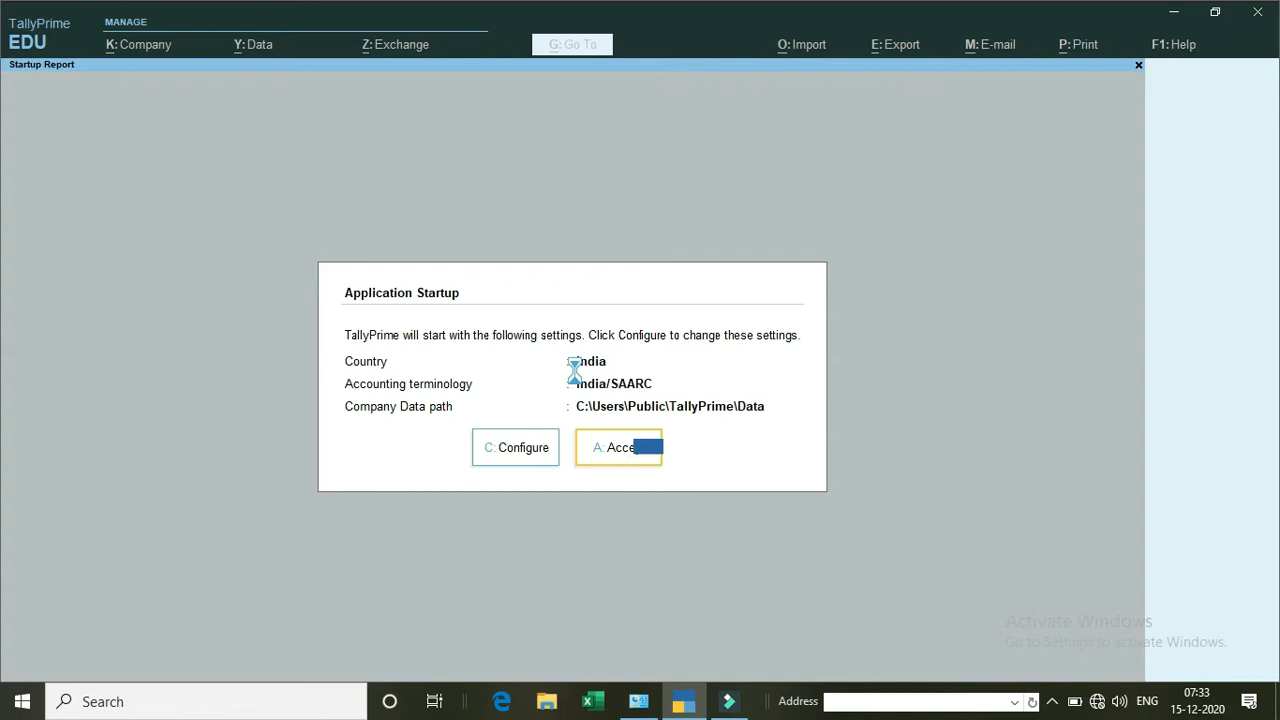 TallyPrime
EDU
MANAGE
K: Company
Y: Data
Z: Exchange
G: Go To
O: Import
E: Export
M: E-mail
P: Print
F1: Help
Startup Report
Application Startup
TallyPrime will start with the following settings. Click Configure to change these settings.
Country : India
Accounting terminology : India/SAARC
Company Data path : C:\Users\Public\TallyPrime\Data
C: Configure
A:
Activate Windows
Go to Settings to activate Windows.
Search
Address
ENG
07:33
15-12-2020